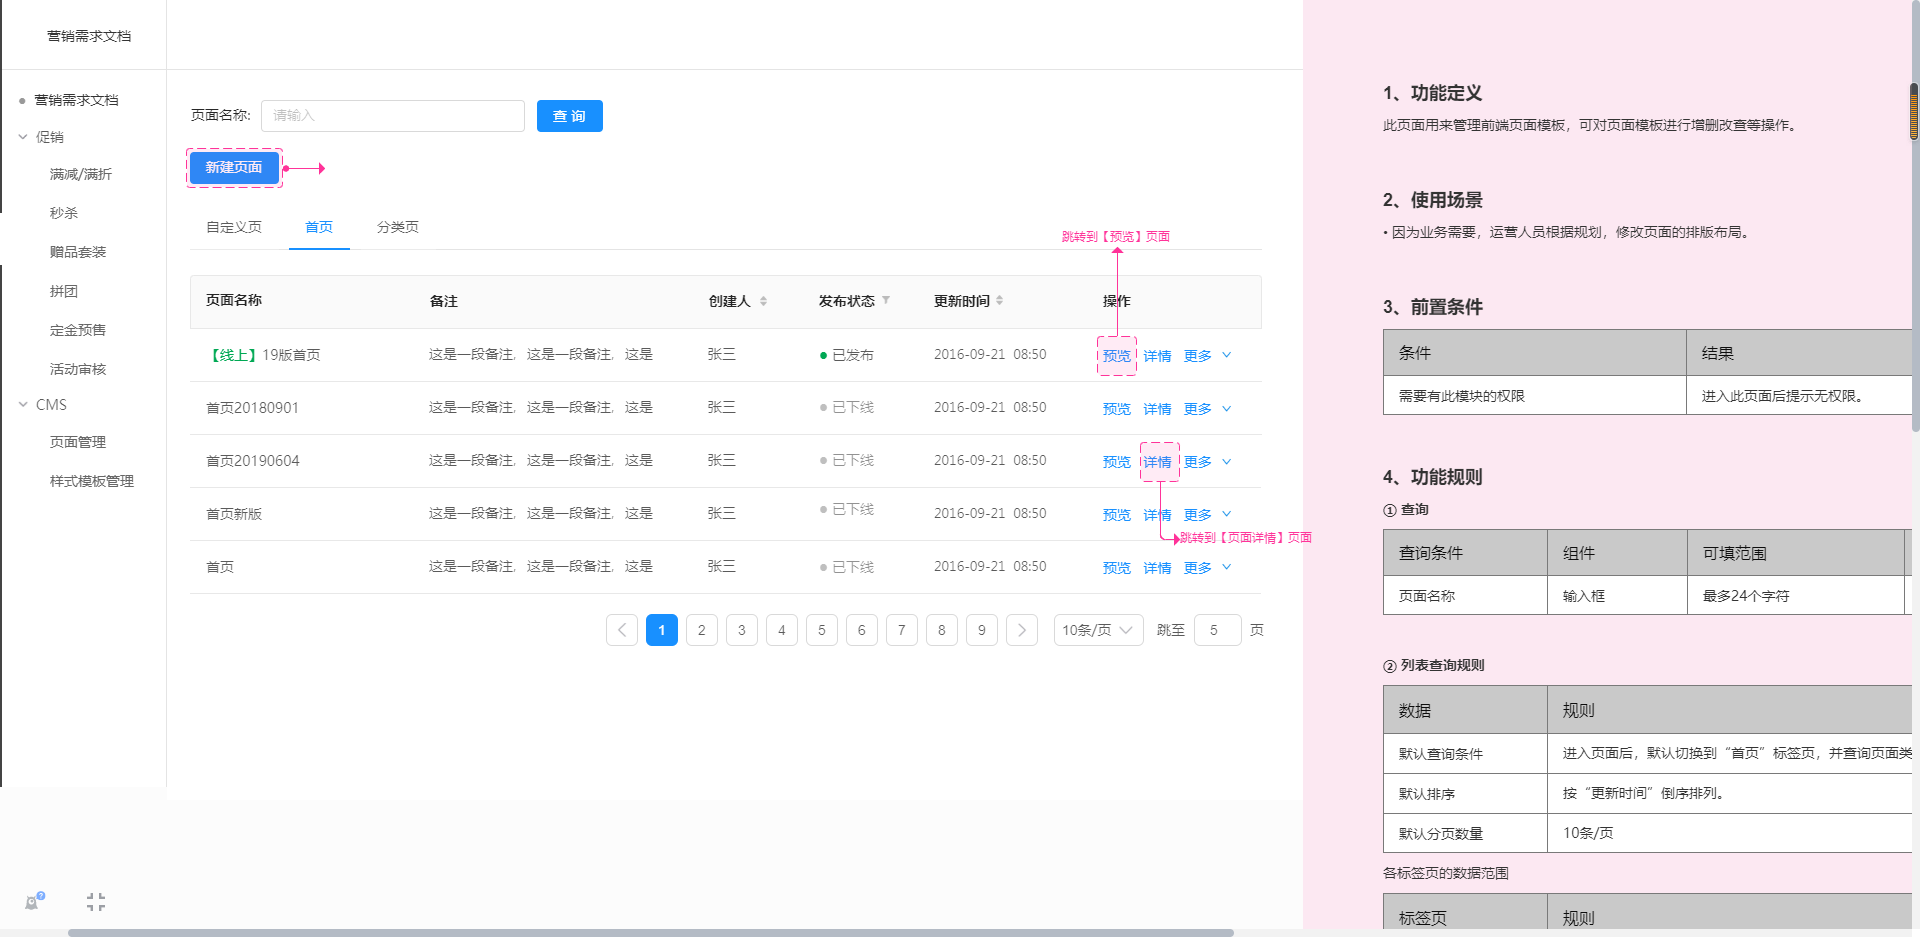 营销需求文档
营销需求文档
促销
满减/满折
秒杀
赠品套装
拼团
定金预售
活动审核
CMS
页面管理
样式模板管理
页面名称:
请输入
查 询
新建页面
自定义页 首页 分类页
跳转到【预览】页面
页面名称 备注 创建人 发布状态 更新时间 操作
【线上】19版首页 这是一段备注，这是一段备注，这是 张三 已发布 2016-09-21 08:50 预览 详情 更多
首页20180901 这是一段备注，这是一段备注，这是 张三 已下线 2016-09-21 08:50 预览 详情 更多
首页20190604 这是一段备注，这是一段备注，这是 张三 已下线 2016-09-21 08:50 预览 详情 更多
首页新版 这是一段备注，这是一段备注，这是 张三 已下线 2016-09-21 08:50 预览 详情 更多
跳转到【页面详情】页面
首页 这是一段备注，这是一段备注，这是 张三 已下线 2016-09-21 08:50 预览 详情 更多
1 2 3 4 5 6 7 8 9 10条/页 跳至 5 页
1、功能定义
此页面用来管理前端页面模板，可对页面模板进行增删改查等操作。
2、使用场景
• 因为业务需要，运营人员根据规划，修改页面的排版布局。
3、前置条件
条件 结果
需要有此模块的权限 进入此页面后提示无权限。
4、功能规则
① 查询
查询条件 组件 可填范围
页面名称 输入框 最多24个字符
② 列表查询规则
数据 规则
默认查询条件 进入页面后，默认切换到“首页”标签页，并查询页面类
默认排序 按“更新时间”倒序排列。
默认分页数量 10条/页
各标签页的数据范围
标签页 规则